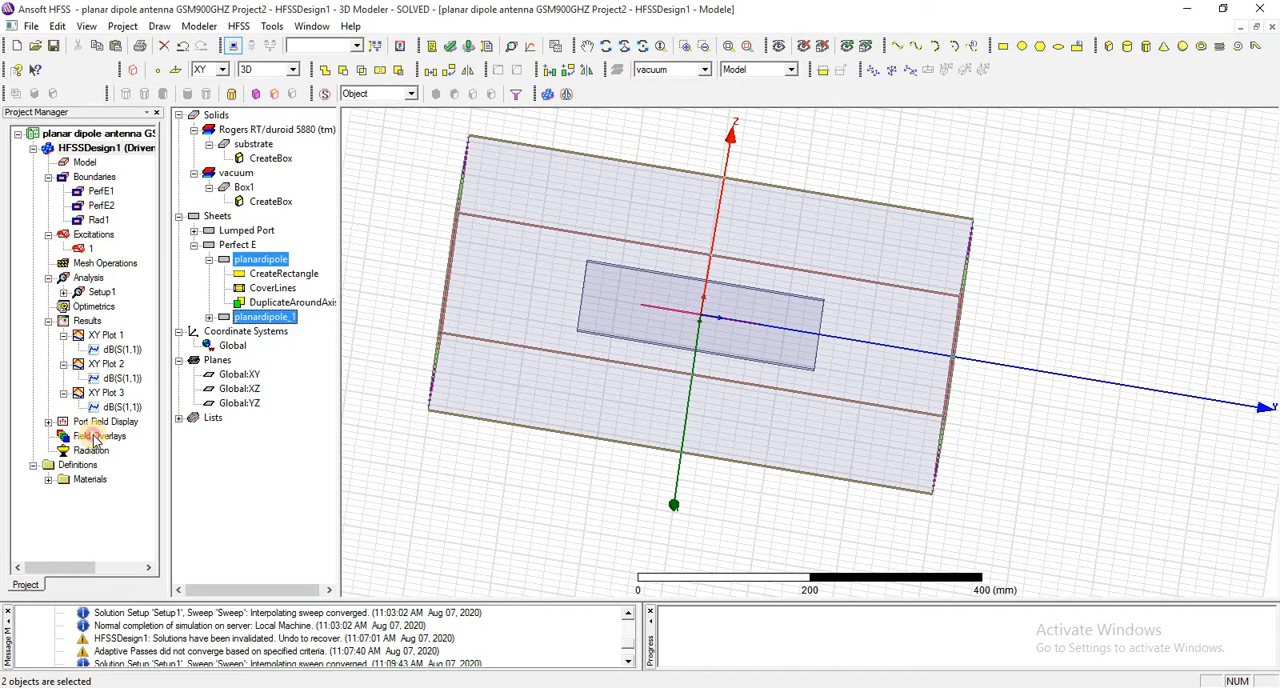 Ansoft HFSS - planar dipole antenna GSM900GHZ Project2 - HFSSDesign1 - 3D Modeler - SOLVED - [planar dipole antenna GSM900GHZ Project2 - HFSSDesign1 - Modele]
File Edit View Project Draw Modeler HFSS Tools Window Help
XY 3D vacuum Model
Object
Project Manager
planar dipole antenna GS
HFSSDesign1 (Driven
Model
Boundaries
PerfE1
PerfE2
Rad1
Excitations
1
Mesh Operations
Analysis
Setup1
Optimetrics
Results
XY Plot 1
dB(S(1,1))
XY Plot 2
dB(S(1,1))
XY Plot 3
dB(S(1,1))
Port Field Display
Field Overlays
Radiation
Definitions
Materials
Project
Solids
Rogers RT/duroid 5880 (tm)
substrate
CreateBox
vacuum
Box1
CreateBox
Sheets
Lumped Port
Perfect E
planardipole
CreateRectangle
CoverLines
DuplicateAroundAxis
planardipole_1
Coordinate Systems
Global
Planes
Global:XY
Global:XZ
Global:YZ
Lists
Z
Y
0 200 400 (mm)
Message M
Solution Setup 'Setup1', Sweep 'Sweep': Interpolating sweep converged. (11:03:02 AM Aug 07, 2020)
Normal completion of simulation on server: Local Machine. (11:03:02 AM Aug 07, 2020)
HFSSDesign1: Solutions have been invalidated. Undo to recover. (11:07:01 AM Aug 07, 2020)
Adaptive Passes did not converge based on specified criteria. (11:07:40 AM Aug 07, 2020)
Solution Setup 'Setup1', Sweep 'Sweep': Interpolating sweep converged. (11:09:43 AM Aug 07, 2020)
Progress
Activate Windows
Go to Settings to activate Windows.
2 objects are selected
NUM